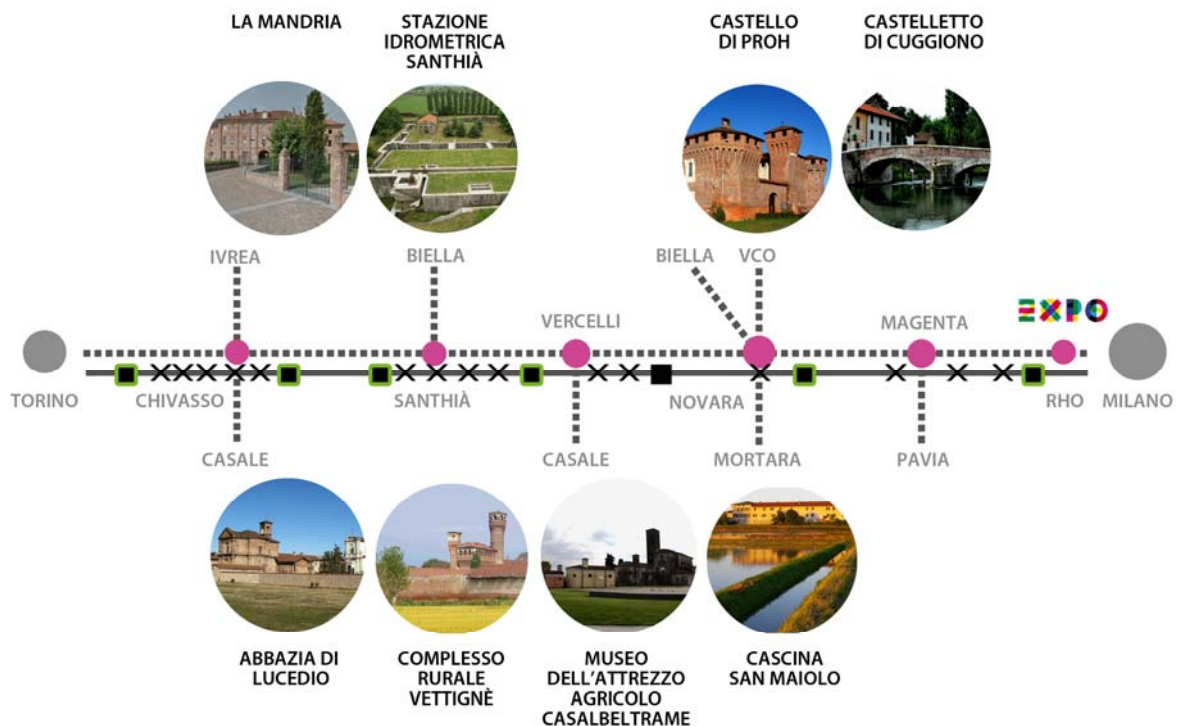 LA MANDRIA
STAZIONE
IDROMETRICA
SANTHIÀ
CASTELLO
DI PROH
CASTELLETTO
DI CUGGIONO
IVREA
BIELLA
BIELLA
VCO
VERCELLI
MAGENTA
EXPO
TORINO
CHIVASSO
SANTHIÀ
NOVARA
RHO
MILANO
CASALE
CASALE
MORTARA
PAVIA
ABBAZIA DI
LUCEDIO
COMPLESSO
RURALE
VETTIGNÈ
MUSEO
DELL'ATTREZZO
AGRICOLO
CASALBELTRAME
CASCINA
SAN MAIOLO